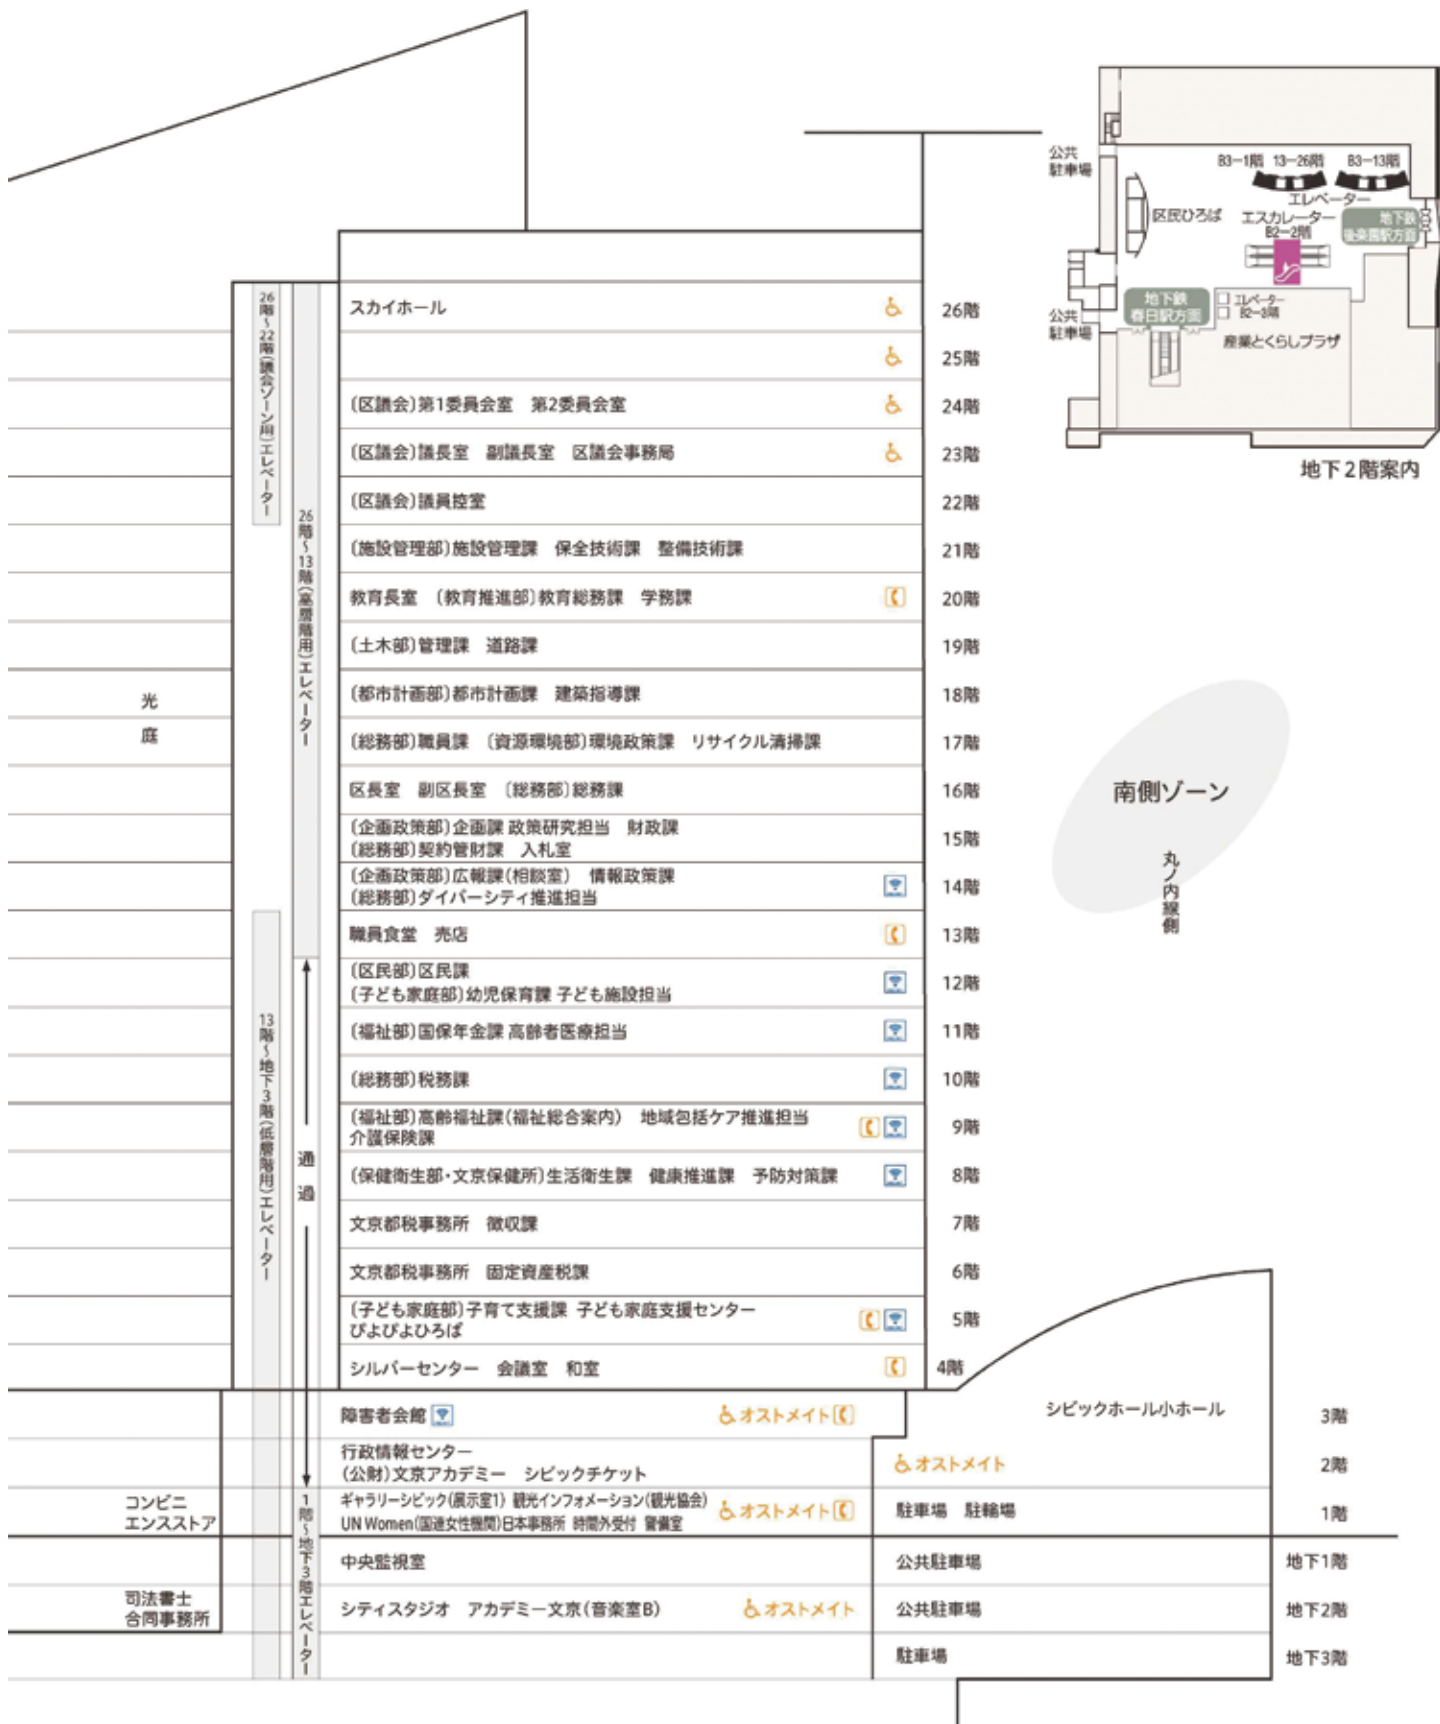 公共
駐車場
B3−1階 13−26階 B3−13階
エレベーター
区民ひろば
エスカレーター
B2−2階
地下鉄
後楽園駅方面
地下鉄
春日駅方面
エレベーター
B2−3階
公共
駐車場
産業とくらしプラザ
地下2階案内
26階〜22階(議会ゾーン用)エレベーター
26階〜13階(高層階用)エレベーター
スカイホール 26階
25階
〔区議会〕第1委員会室 第2委員会室 24階
〔区議会〕議長室 副議長室 区議会事務局 23階
〔区議会〕議員控室 22階
〔施設管理部〕施設管理課 保全技術課 整備技術課 21階
教育長室 〔教育推進部〕教育総務課 学務課 20階
〔土木部〕管理課 道路課 19階
光庭
〔都市計画部〕都市計画課 建築指導課 18階
〔総務部〕職員課 〔資源環境部〕環境政策課 リサイクル清掃課 17階
区長室 副区長室 〔総務部〕総務課 16階
南側ゾーン
丸ノ内線側
〔企画政策部〕企画課 政策研究担当 財政課
〔総務部〕契約管財課 入札室 15階
〔企画政策部〕広報課(相談室) 情報政策課
〔総務部〕ダイバーシティ推進担当 14階
職員食堂 売店 13階
13階〜地下3階(低層階用)エレベーター
通過
〔区民部〕区民課
〔子ども家庭部〕幼児保育課 子ども施設担当 12階
〔福祉部〕国保年金課 高齢者医療担当 11階
〔総務部〕税務課 10階
〔福祉部〕高齢福祉課(福祉総合案内) 地域包括ケア推進担当
介護保険課 9階
〔保健衛生部・文京保健所〕生活衛生課 健康推進課 予防対策課 8階
文京都税事務所 徴収課 7階
文京都税事務所 固定資産税課 6階
〔子ども家庭部〕子育て支援課 子ども家庭支援センター
ぴよぴよひろば 5階
シルバーセンター 会議室 和室 4階
障害者会館 オストメイト シビックホール小ホール 3階
行政情報センター
(公財)文京アカデミー シビックチケット オストメイト 2階
コンビニ
エンスストア
ギャラリーシビック(展示室1) 観光インフォメーション(観光協会)
UN Women(国連女性機関)日本事務所 時間外受付 警備室 オストメイト 駐車場 駐輪場 1階
1階〜地下3階エレベーター
中央監視室 公共駐車場 地下1階
司法書士
合同事務所
シティスタジオ アカデミー文京(音楽室B) オストメイト 公共駐車場 地下2階
駐車場 地下3階